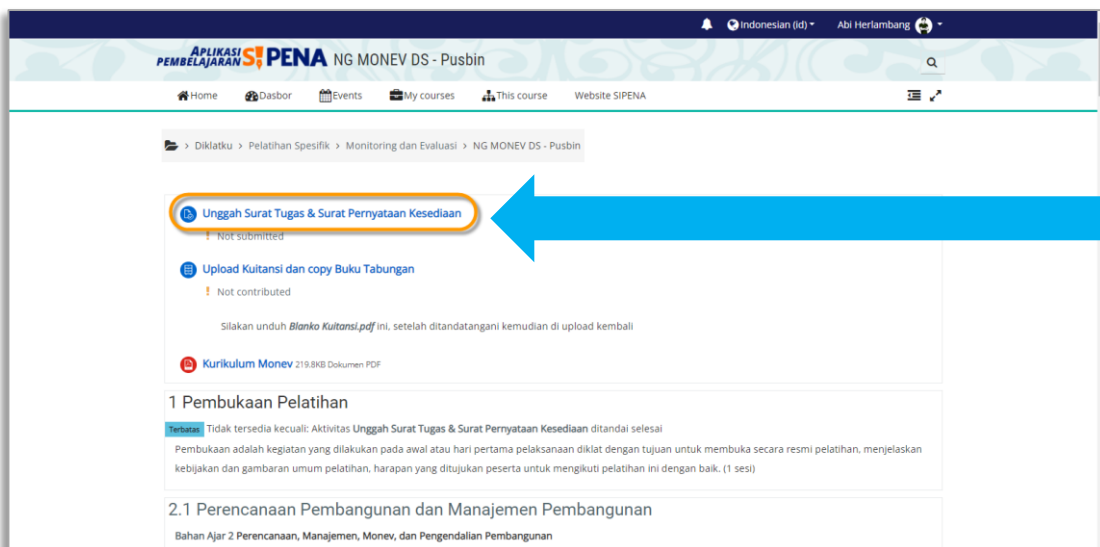 Indonesian (id) Abi Herlambang
APLIKASI PEMBELAJARAN S!PENA NG MONEV DS - Pusbin
Home Dasbor Events My courses This course Website SIPENA
> Diklatku > Pelatihan Spesifik > Monitoring dan Evaluasi > NG MONEV DS - Pusbin
Unggah Surat Tugas & Surat Pernyataan Kesediaan
! Not submitted
Upload Kuitansi dan copy Buku Tabungan
! Not contributed
Silakan unduh Blanko Kuitansi.pdf ini, setelah ditandatangani kemudian di upload kembali
Kurikulum Monev 219.8KB Dokumen PDF
1 Pembukaan Pelatihan
Terbatas Tidak tersedia kecuali: Aktivitas Unggah Surat Tugas & Surat Pernyataan Kesediaan ditandai selesai
Pembukaan adalah kegiatan yang dilakukan pada awal atau hari pertama pelaksanaan diklat dengan tujuan untuk membuka secara resmi pelatihan, menjelaskan
kebijakan dan gambaran umum pelatihan, harapan yang ditujukan peserta untuk mengikuti pelatihan ini dengan baik. (1 sesi)
2.1 Perencanaan Pembangunan dan Manajemen Pembangunan
Bahan Ajar 2 Perencanaan, Manajemen, Monev, dan Pengendalian Pembangunan